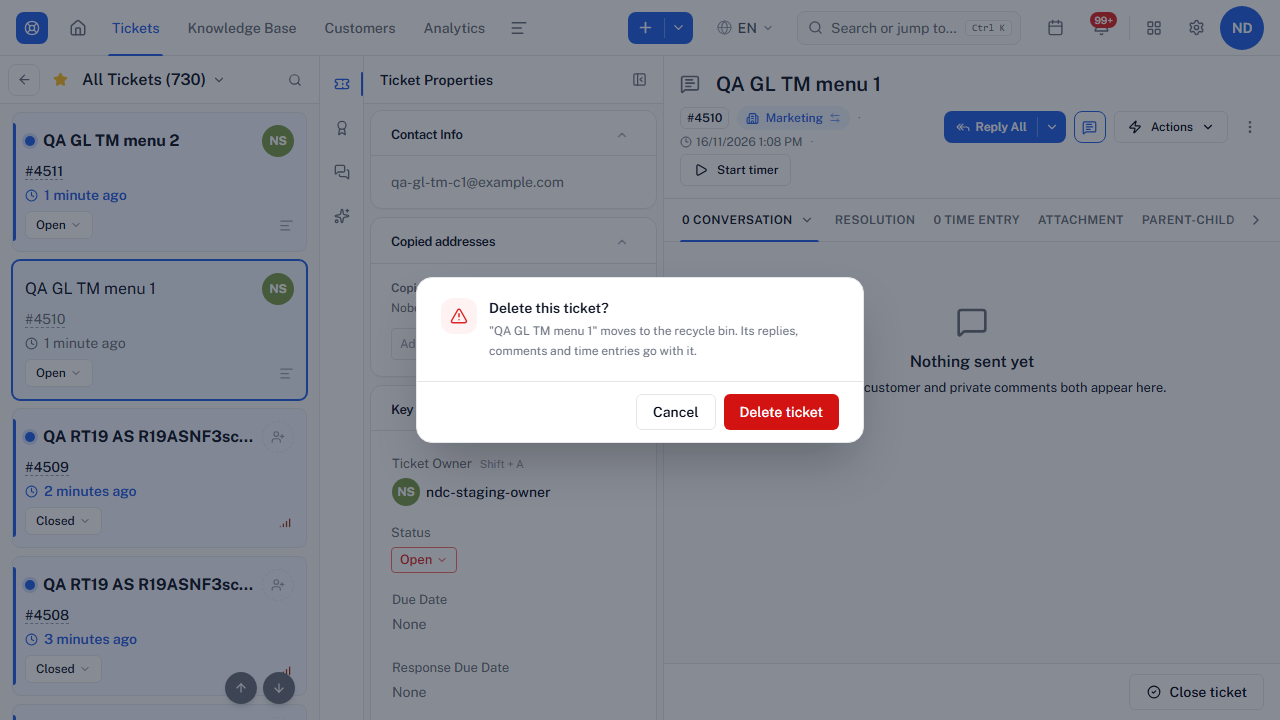 Tickets
Knowledge Base
Customers
Analytics
EN
Search or jump to...
Ctrl K
99+
ND
All Tickets (730)
QA GL TM menu 2
NS
#4511
1 minute ago
Open
QA GL TM menu 1
NS
#4510
1 minute ago
Open
QA RT19 AS R19ASNF3sc...
#4509
2 minutes ago
Closed
QA RT19 AS R19ASNF3sc...
#4508
3 minutes ago
Closed
Ticket Properties
Contact Info
qa-gl-tm-c1@example.com
Copied addresses
Copi
Nobo
Ad
Key
Ticket Owner Shift + A
NS ndc-staging-owner
Status
Open
Due Date
None
Response Due Date
None
QA GL TM menu 1
#4510
Marketing
16/11/2026 1:08 PM
Start timer
Reply All
Actions
0 CONVERSATION
RESOLUTION
0 TIME ENTRY
ATTACHMENT
PARENT-CHILD
Nothing sent yet
customer and private comments both appear here.
Close ticket
Delete this ticket?
"QA GL TM menu 1" moves to the recycle bin. Its replies,
comments and time entries go with it.
Cancel
Delete ticket